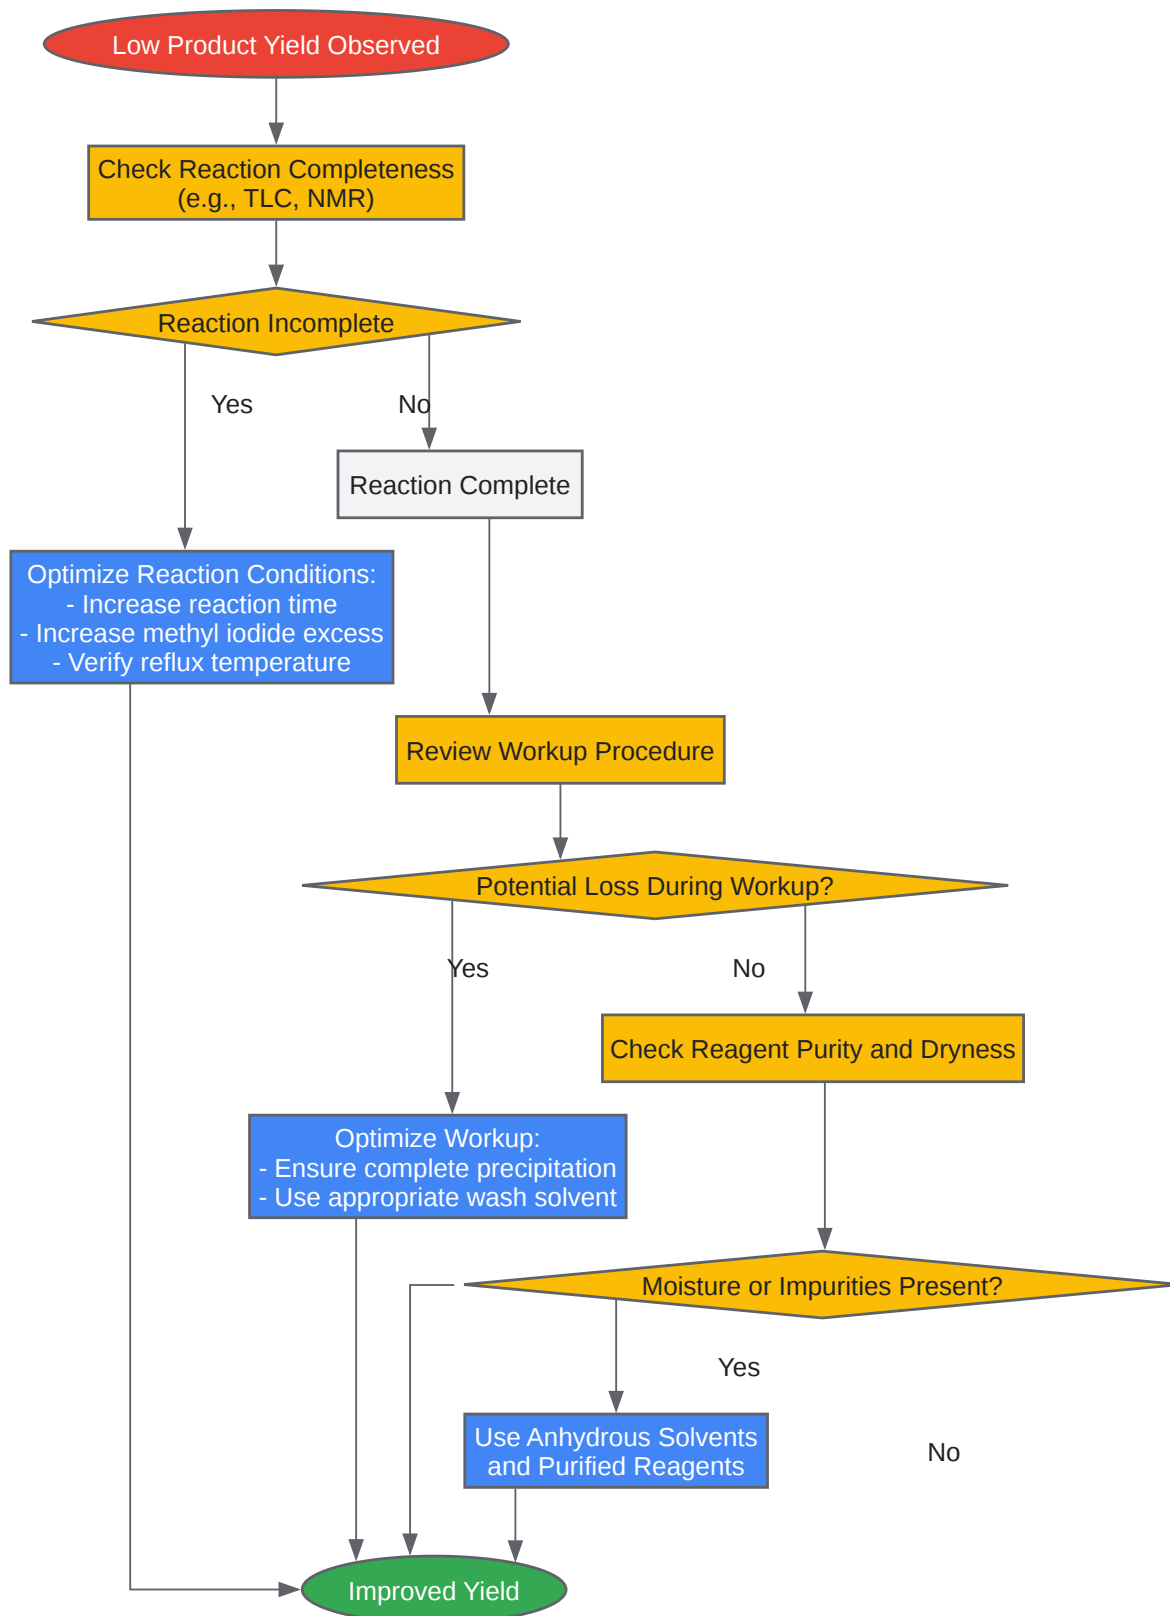 Low Product Yield Observed
Check Reaction Completeness
(e.g., TLC, NMR)
Reaction Incomplete
Yes
No
Reaction Complete
Optimize Reaction Conditions:
- Increase reaction time
- Increase methyl iodide excess
- Verify reflux temperature
Review Workup Procedure
Potential Loss During Workup?
Yes
No
Check Reagent Purity and Dryness
Optimize Workup:
- Ensure complete precipitation
- Use appropriate wash solvent
Moisture or Impurities Present?
Yes
Use Anhydrous Solvents
and Purified Reagents
No
Improved Yield